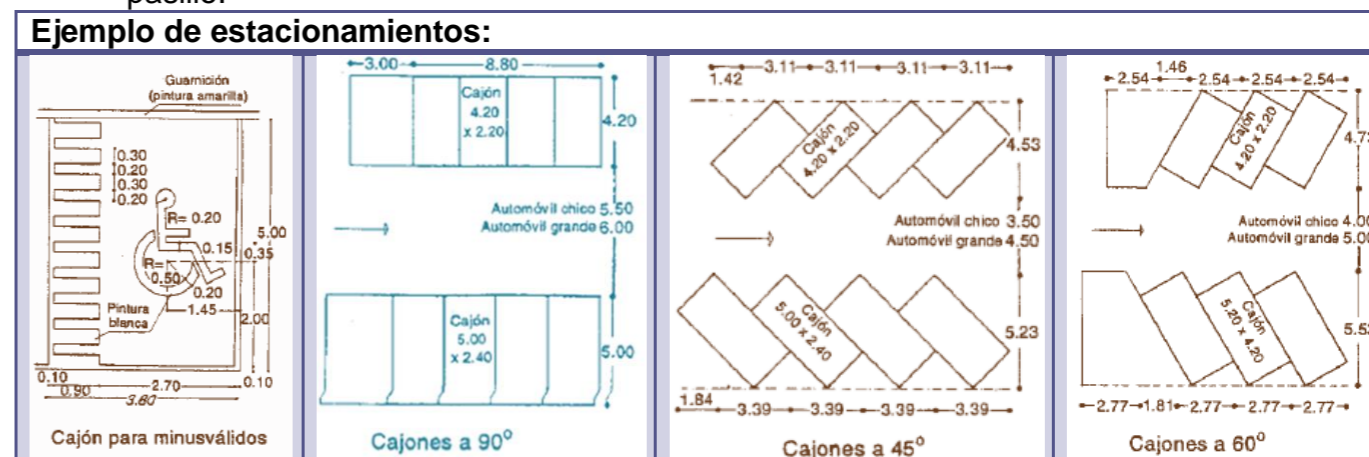 pasillo.
Ejemplo de estacionamientos:
Guarnición
(pintura amarilla)
0.30
0.20
0.30
0.20
R= 0.20
5.00
0.15
0.35
R=
0.50
0.20
1.45
Pintura
blanca
2.00
0.10
2.70
0.10
0.90
3.60
Cajón para minusválidos
3.00
8.80
Cajón
4.20
x 2.20
4.20
Automóvil chico 5.50
Automóvil grande 6.00
Cajón
5.00
x 2.40
5.00
Cajones a 90°
1.42
3.11
3.11
3.11
3.11
Cajón
4.20 x 2.20
4.53
Automóvil chico 3.50
Automóvil grande 4.50
Cajón
5.00 x 2.40
5.23
1.84
3.39
3.39
3.39
3.39
Cajones a 45°
2.54
1.46
2.54
2.54
2.54
Cajón
4.20 x 2.20
Automóvil chico 4.00
Automóvil grande 5.00
Cajón
5.20 x 4.20
2.77
1.81
2.77
2.77
2.77
Cajones a 60°